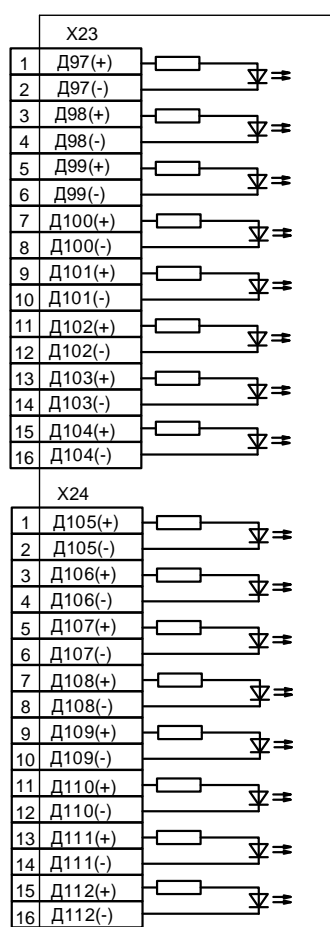 X23
1 Д97(+)
2 Д97(-)
3 Д98(+)
4 Д98(-)
5 Д99(+)
6 Д99(-)
7 Д100(+)
8 Д100(-)
9 Д101(+)
10 Д101(-)
11 Д102(+)
12 Д102(-)
13 Д103(+)
14 Д103(-)
15 Д104(+)
16 Д104(-)
X24
1 Д105(+)
2 Д105(-)
3 Д106(+)
4 Д106(-)
5 Д107(+)
6 Д107(-)
7 Д108(+)
8 Д108(-)
9 Д109(+)
10 Д109(-)
11 Д110(+)
12 Д110(-)
13 Д111(+)
14 Д111(-)
15 Д112(+)
16 Д112(-)